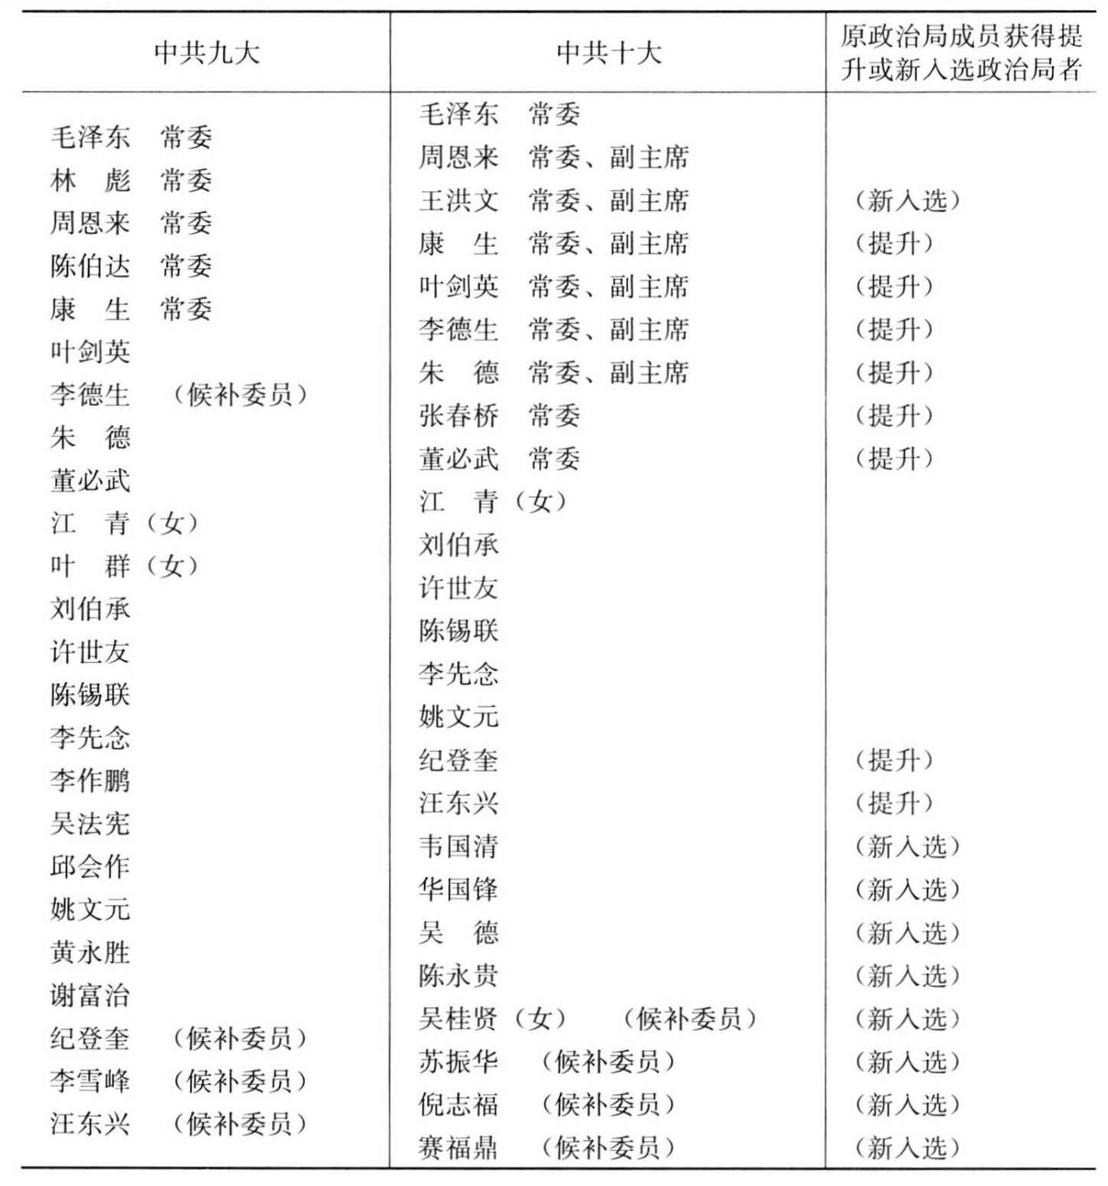 中共九大
中共十大
原政治局成员获得提
升或新入选政治局者
毛泽东 常委
林 彪 常委
周恩来 常委
陈伯达 常委
康 生 常委
叶剑英
李德生 （候补委员）
朱 德
董必武
江 青（女）
叶 群（女）
刘伯承
许世友
陈锡联
李先念
李作鹏
吴法宪
邱会作
姚文元
黄永胜
谢富治
纪登奎 （候补委员）
李雪峰 （候补委员）
汪东兴 （候补委员）
毛泽东 常委
周恩来 常委、副主席
王洪文 常委、副主席 （新入选）
康 生 常委、副主席 （提升）
叶剑英 常委、副主席 （提升）
李德生 常委、副主席 （提升）
朱 德 常委、副主席 （提升）
张春桥 常委 （提升）
董必武 常委 （提升）
江 青（女）
刘伯承
许世友
陈锡联
李先念
姚文元
纪登奎 （提升）
汪东兴 （提升）
韦国清 （新入选）
华国锋 （新入选）
吴 德 （新入选）
陈永贵 （新入选）
吴桂贤（女） （候补委员） （新入选）
苏振华 （候补委员） （新入选）
倪志福 （候补委员） （新入选）
赛福鼎 （候补委员） （新入选）